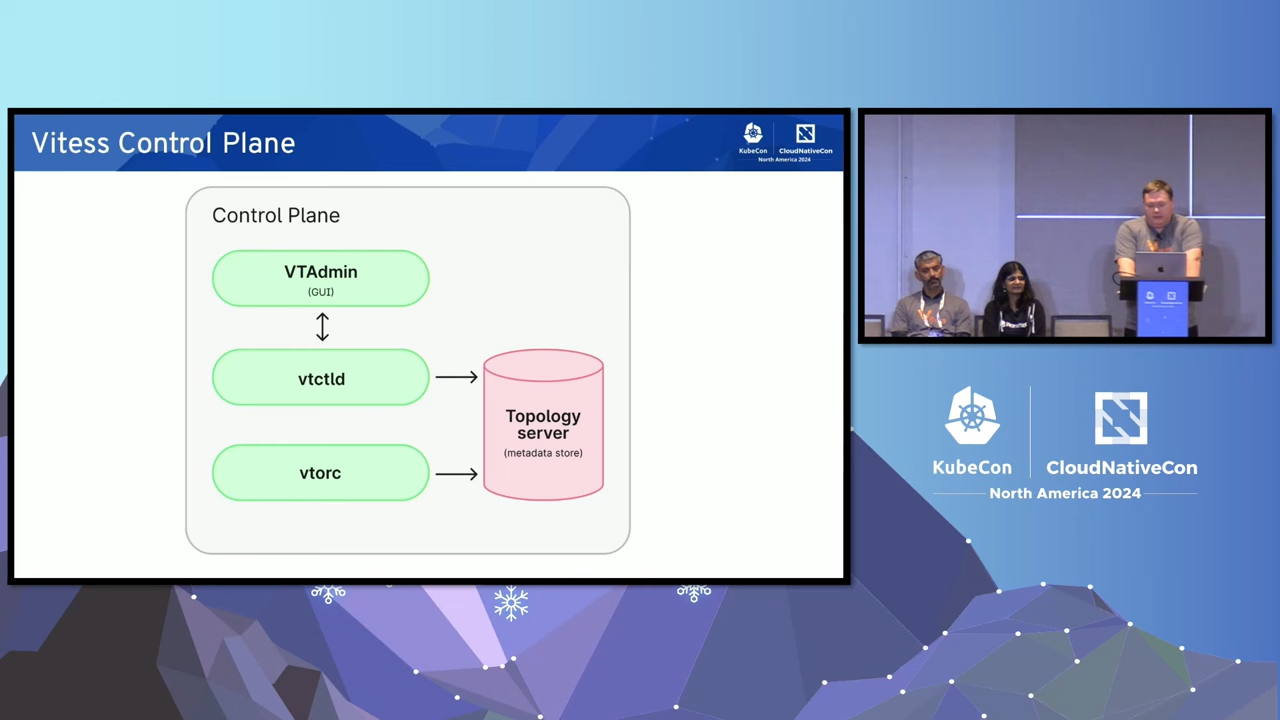 Vitess Control Plane
KubeCon
CloudNativeCon
North America 2024
Control Plane
VTAdmin
(GUI)
vtctld
vtorc
Topology
server
(metadata store)
KubeCon
CloudNativeCon
North America 2024